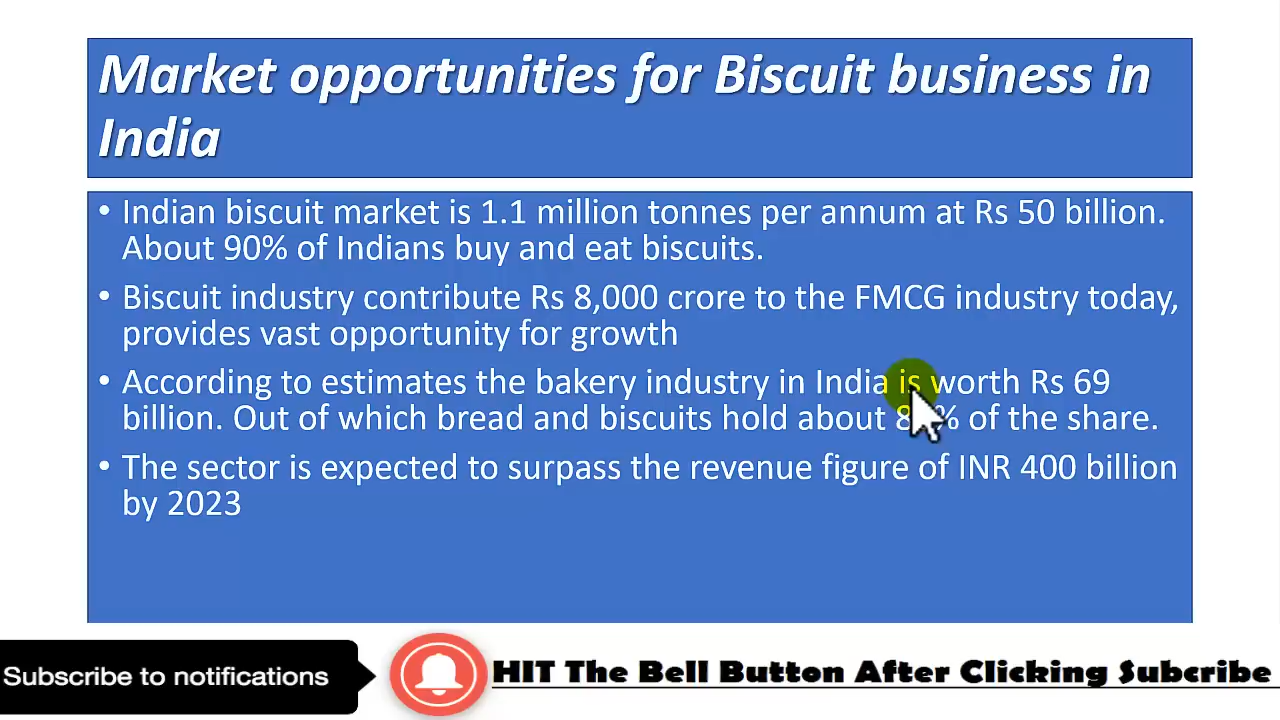 Market opportunities for Biscuit business in
India
• Indian biscuit market is 1.1 million tonnes per annum at Rs 50 billion.
About 90% of Indians buy and eat biscuits.
• Biscuit industry contribute Rs 8,000 crore to the FMCG industry today,
provides vast opportunity for growth
• According to estimates the bakery industry in India is worth Rs 69
billion. Out of which bread and biscuits hold about of the share.
• The sector is expected to surpass the revenue figure of INR 400 billion
by 2023
Subscribe to notifications
HIT The Bell Button After Clicking Subcribe